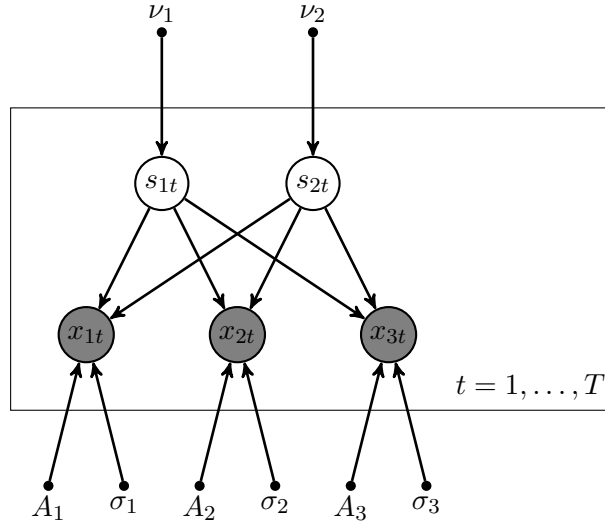 ν₁ ν₂
s₁ₜ s₂ₜ
x₁ₜ x₂ₜ x₃ₜ
t = 1, . . . , T
A₁ σ₁ A₂ σ₂ A₃ σ₃